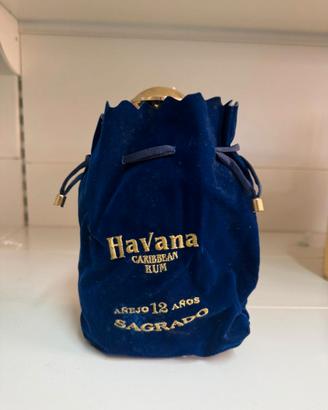 Havana
CARIBBEAN
RUM
AÑEJO 12 AÑOS
SAGRADO